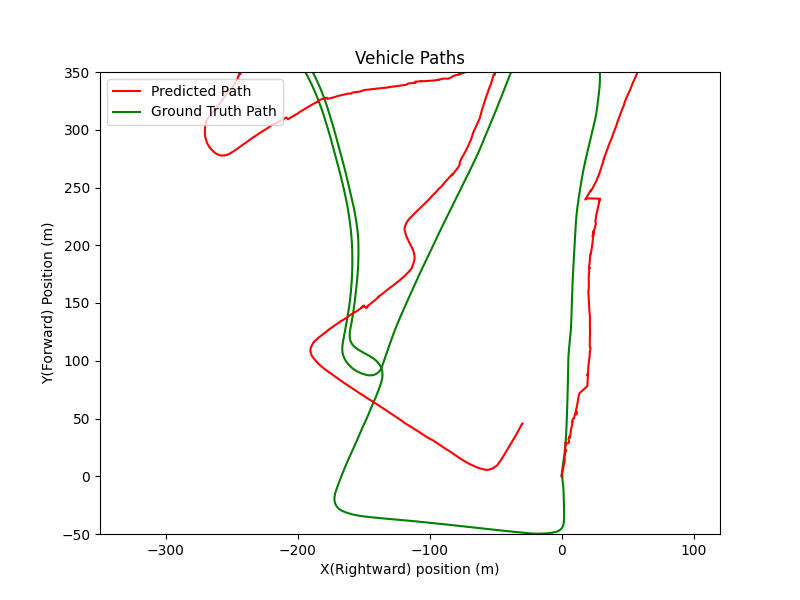 Vehicle Paths
Predicted Path
Ground Truth Path
350
300
250
200
150
100
50
0
−50
Y(Forward) Position (m)
−300
−200
−100
0
100
X(Rightward) position (m)